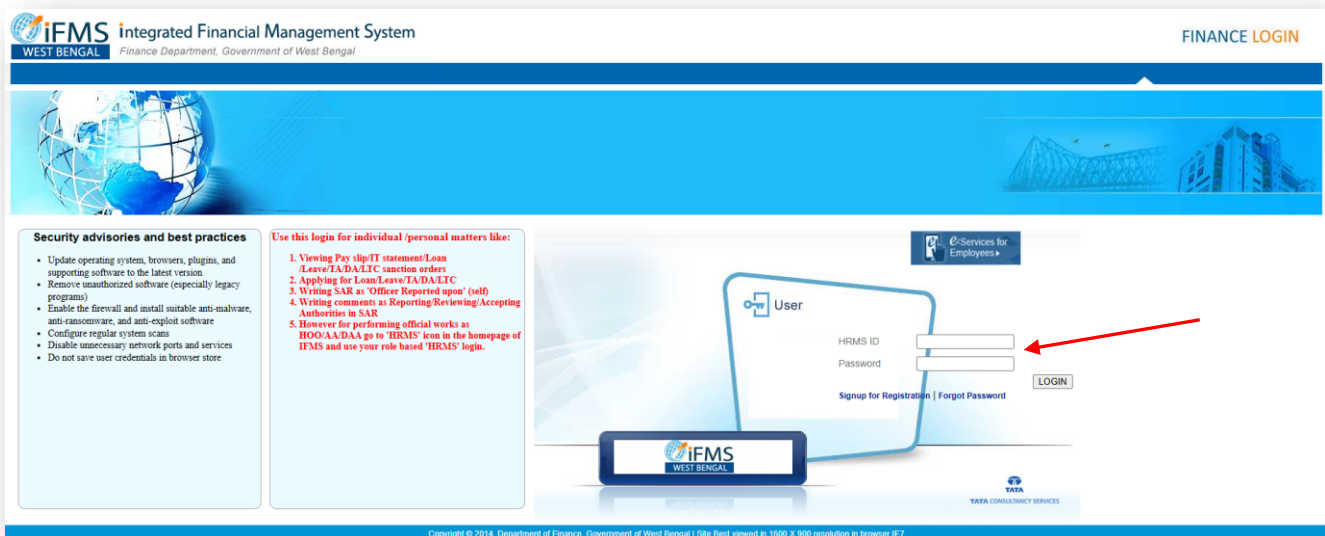 iFMS
WEST BENGAL
integrated Financial Management System
Finance Department, Government of West Bengal
FINANCE LOGIN
Security advisories and best practices
• Update operating system, browsers, plugins, and
supporting software to the latest version
• Remove unauthorized software (especially legacy
programs)
• Enable the firewall and install suitable anti-malware,
anti-ransomware, and anti-exploit software
• Configure regular system scans
• Disable unnecessary network ports and services
• Do not save user credentials in browser store
Use this login for individual /personal matters like:
1. Viewing Pay slip/IT statement/Loan
/Leave/TA/DA/LTC sanction orders
2. Applying for Loan/Leave/TA/DA/LTC
3. Writing SAR as 'Officer Reported upon' (self)
4. Writing comments as Reporting/Reviewing/Accepting
Authorities in SAR
5. However for performing official works as
HOO/AA/DAA go to 'HRMS' icon in the homepage of
IFMS and use your role based 'HRMS' login.
e-Services for
Employees
User
HRMS ID
Password
LOGIN
Signup for Registration | Forgot Password
iFMS
WEST BENGAL
TATA
TATA CONSULTANCY SERVICES
Copyright © 2014, Department of Finance, Government of West Bengal | Site Best viewed in 1600 X 900 resolution in browser IE7